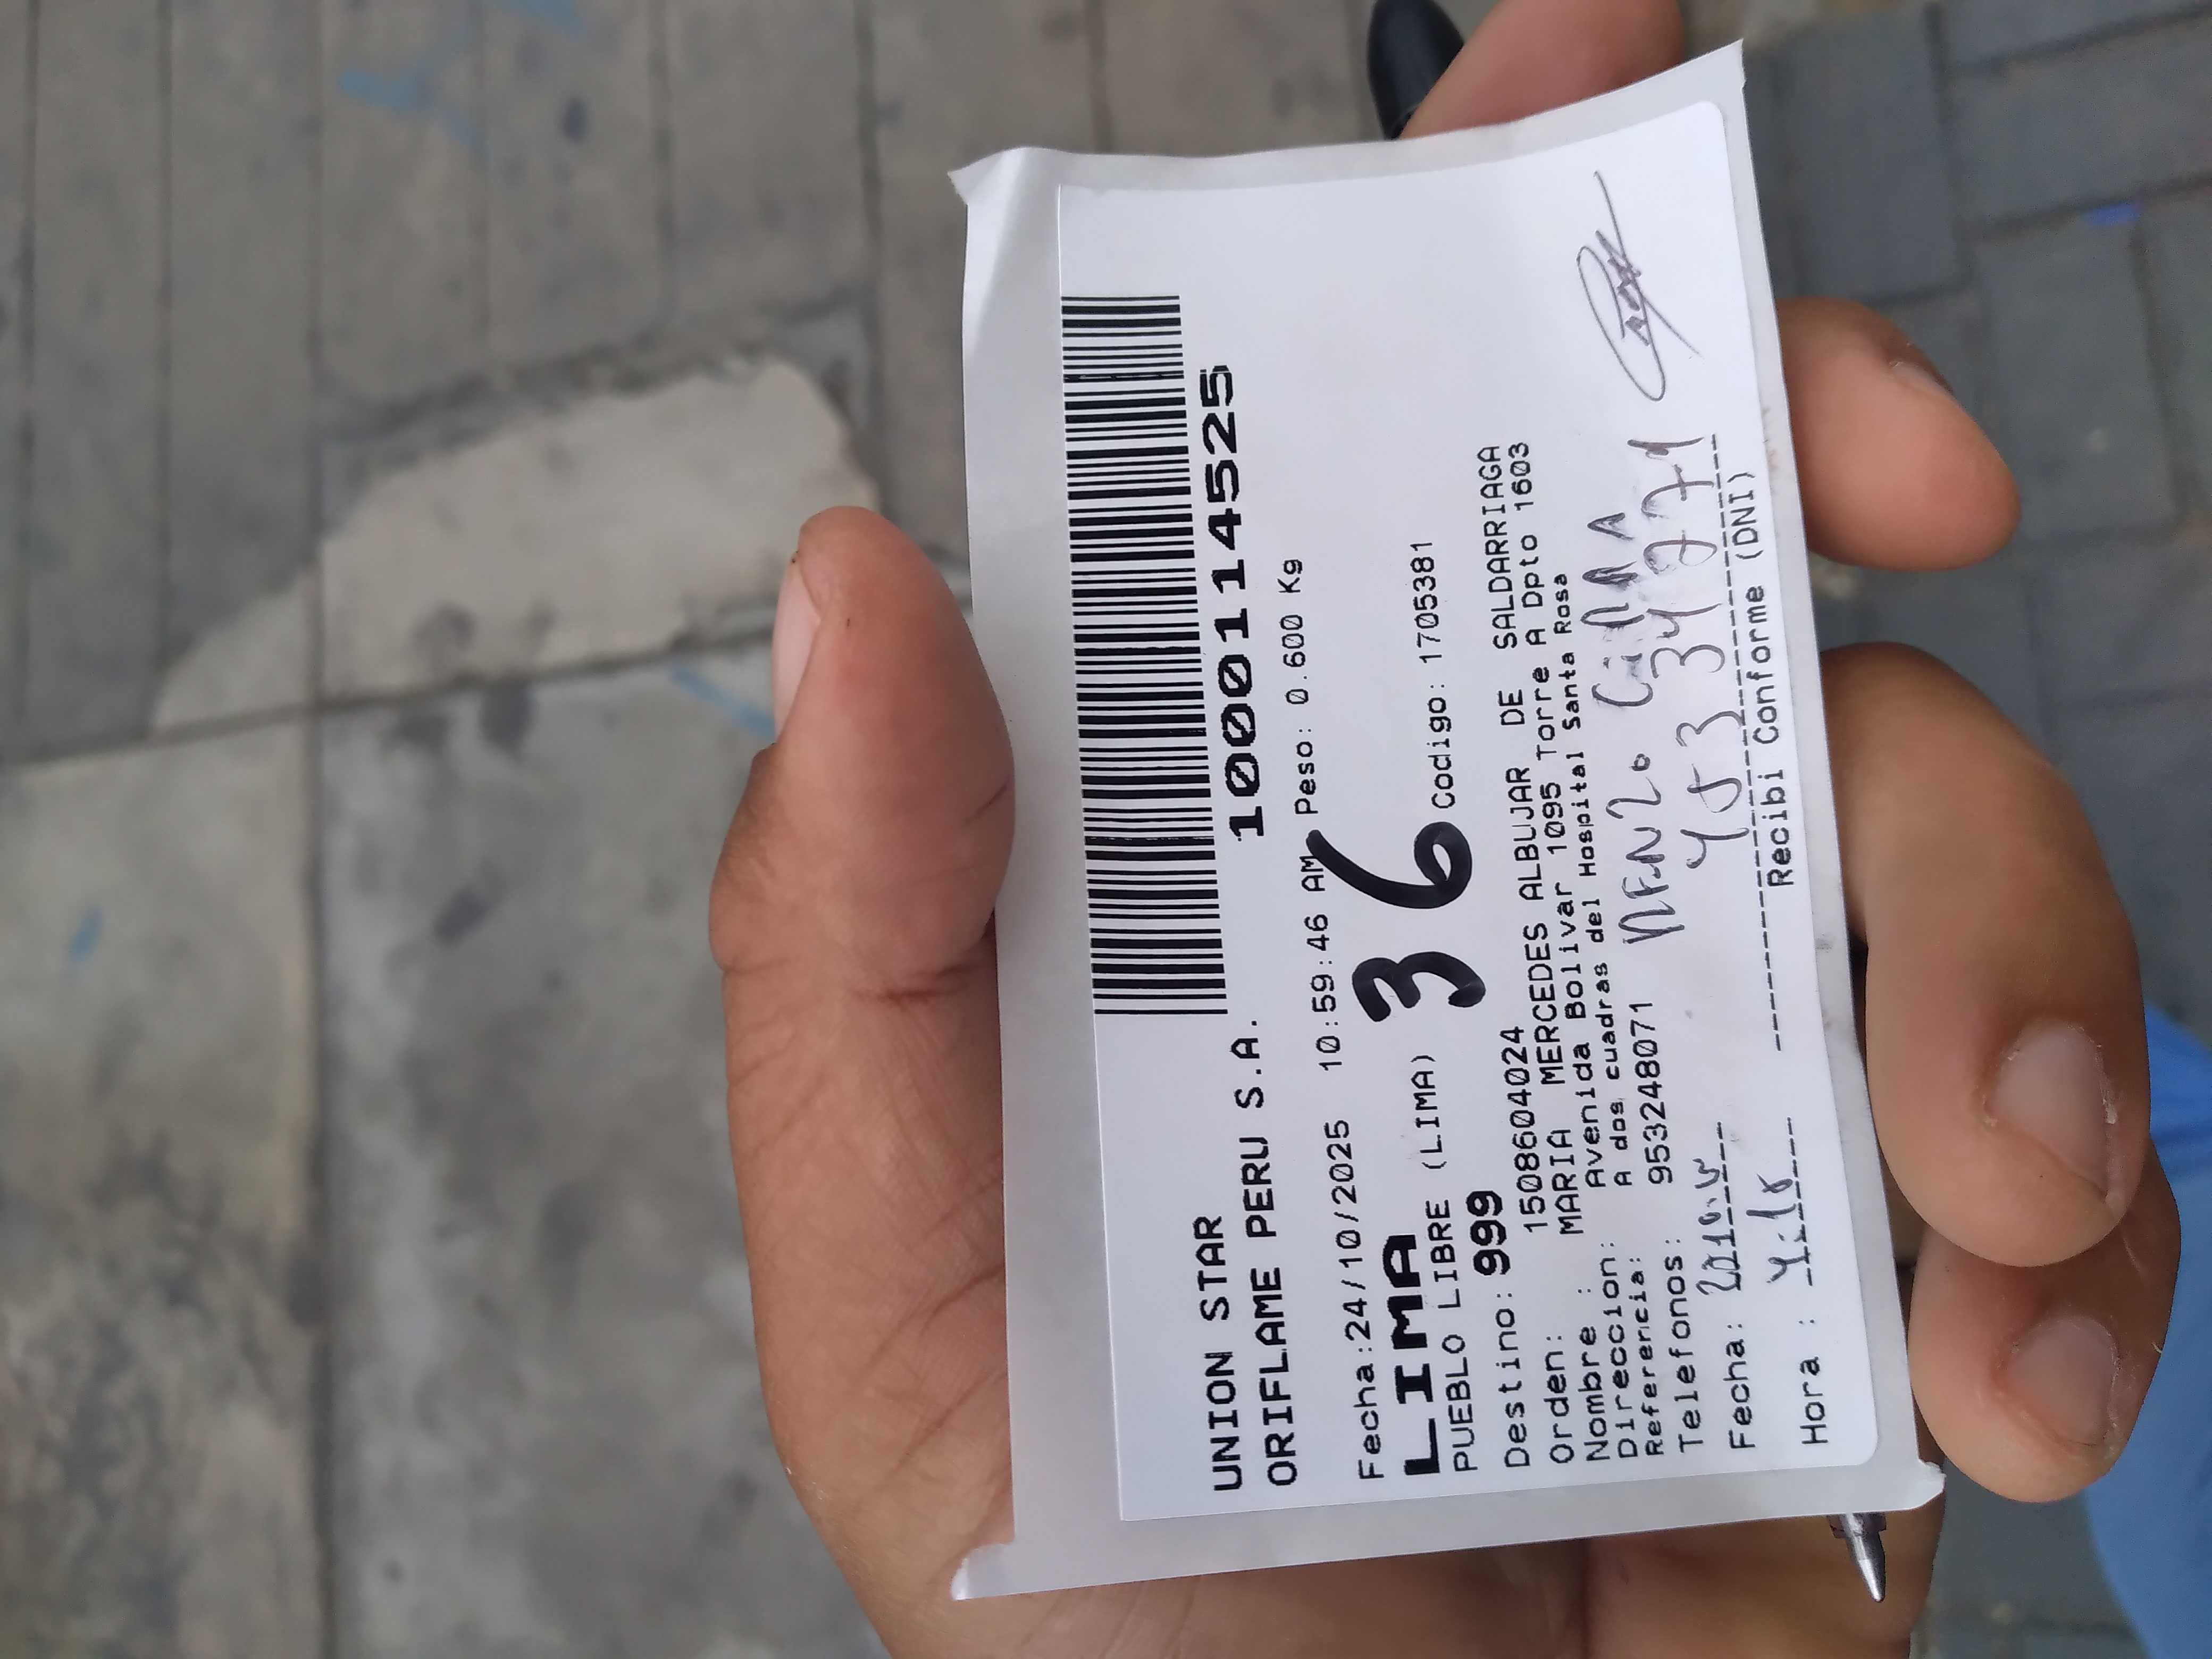 UNION STAR
ORIFLAME PERU S.A.
1000114525
Fecha:24/10/2025 10:59:46 AM Peso: 0.600 Kg
LIMA
PUEBLO LIBRE (LIMA) 36 Codigo: 1705381
Destino: 999
Orden: 1508604024
Nombre : MARIA MERCEDES ALBUJAR DE SALDARRIAGA
Direccion: Avenida Bolivar 1095 Torre A Dpto 1603
Referencia: A dos cuadras del Hospital Santa Rosa
Telefonos: 953248071
Fecha:
Hora :
Recibi Conforme (DNI)